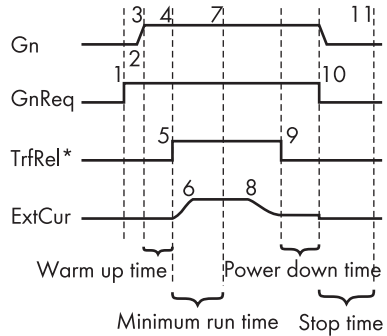 3 4 7 11
Gn
2
1 10
GnReq
5 9
TrfRel*
6 8
ExtCur
Warm up time Power down time
Minimum run time Stop time